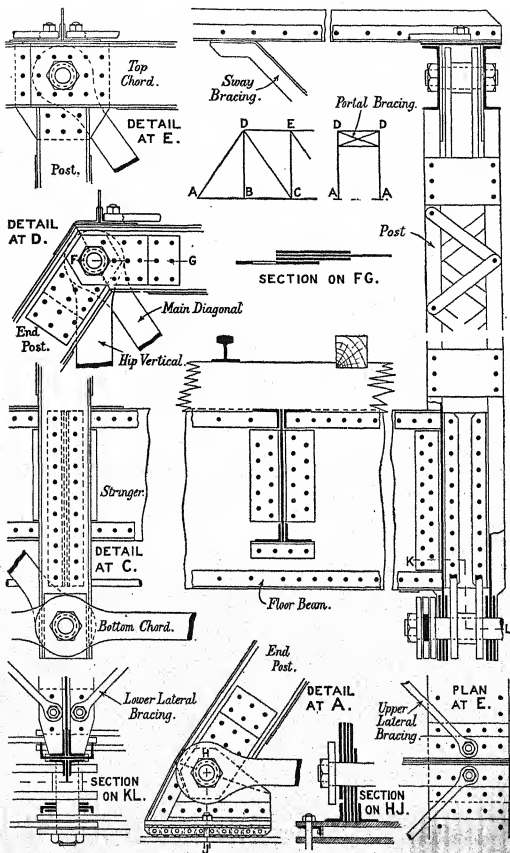 Top
Chord.
DETAIL
AT E.
Post.
Sway
Bracing.
Portal Bracing.
D
E
A
B
C
D
D
A
A
Post
DETAIL
AT D.
F
G
SECTION ON FG.
End
Post.
Main Diagonal
Hip Vertical.
Stringer.
DETAIL
AT C.
Bottom Chord.
Floor Beam.
K
L
Lower Lateral
Bracing.
SECTION
ON KL.
End
Post.
DETAIL
AT A.
H
J
SECTION
ON HJ.
Upper
Lateral
Bracing.
PLAN
AT E.